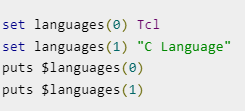 set languages(0) Tcl
set languages(1) "C Language"
puts $languages(0)
puts $languages(1)